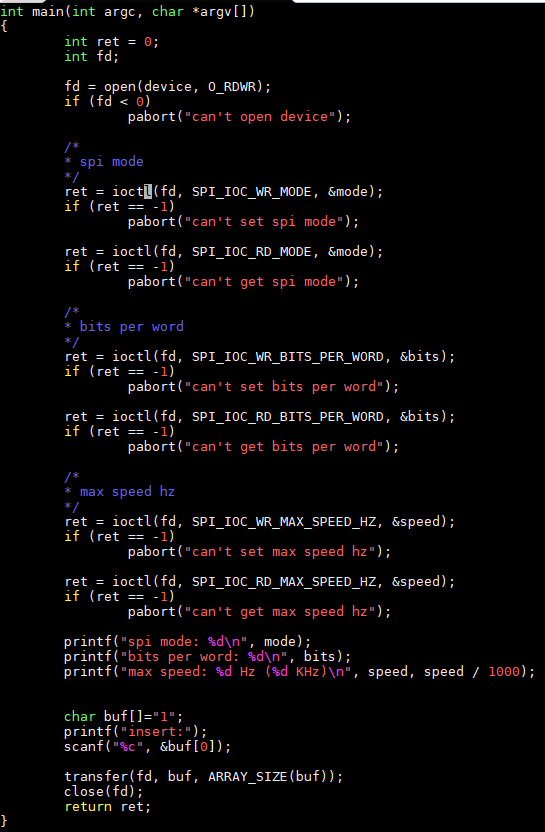 int main(int argc, char *argv[])
{
        int ret = 0;
        int fd;

        fd = open(device, O_RDWR);
        if (fd < 0)
                pabort("can't open device");

        /*
        * spi mode
        */
        ret = ioctl(fd, SPI_IOC_WR_MODE, &mode);
        if (ret == -1)
                pabort("can't set spi mode");

        ret = ioctl(fd, SPI_IOC_RD_MODE, &mode);
        if (ret == -1)
                pabort("can't get spi mode");

        /*
        * bits per word
        */
        ret = ioctl(fd, SPI_IOC_WR_BITS_PER_WORD, &bits);
        if (ret == -1)
                pabort("can't set bits per word");

        ret = ioctl(fd, SPI_IOC_RD_BITS_PER_WORD, &bits);
        if (ret == -1)
                pabort("can't get bits per word");

        /*
        * max speed hz
        */
        ret = ioctl(fd, SPI_IOC_WR_MAX_SPEED_HZ, &speed);
        if (ret == -1)
                pabort("can't set max speed hz");

        ret = ioctl(fd, SPI_IOC_RD_MAX_SPEED_HZ, &speed);
        if (ret == -1)
                pabort("can't get max speed hz");

        printf("spi mode: %d\n", mode);
        printf("bits per word: %d\n", bits);
        printf("max speed: %d Hz (%d KHz)\n", speed, speed / 1000);


        char buf[]="1";
        printf("insert:");
        scanf("%c", &buf[0]);

        transfer(fd, buf, ARRAY_SIZE(buf));
        close(fd);
        return ret;
}